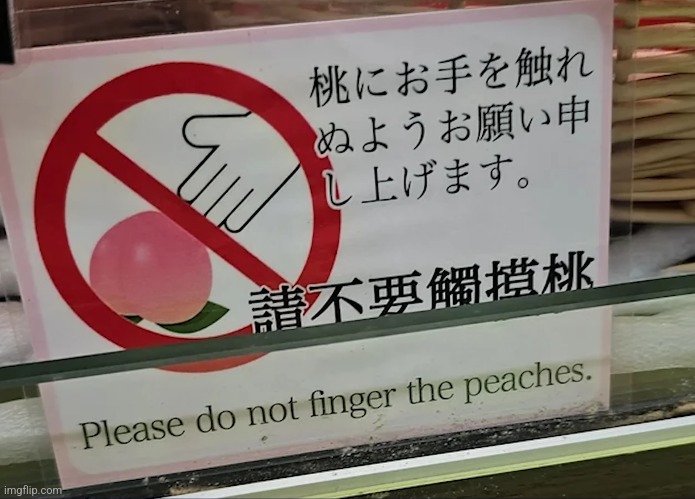 桃にお手を触れ
ぬようお願い申
し上げます。
請不要觸摸桃
Please do not finger the peaches.
imgflip.com